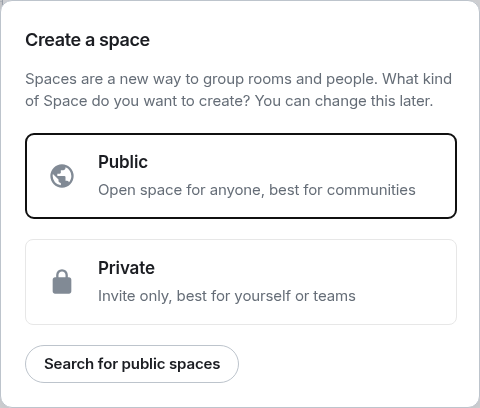 Create a space
Spaces are a new way to group rooms and people. What kind
of Space do you want to create? You can change this later.
Public
Open space for anyone, best for communities
Private
Invite only, best for yourself or teams
Search for public spaces